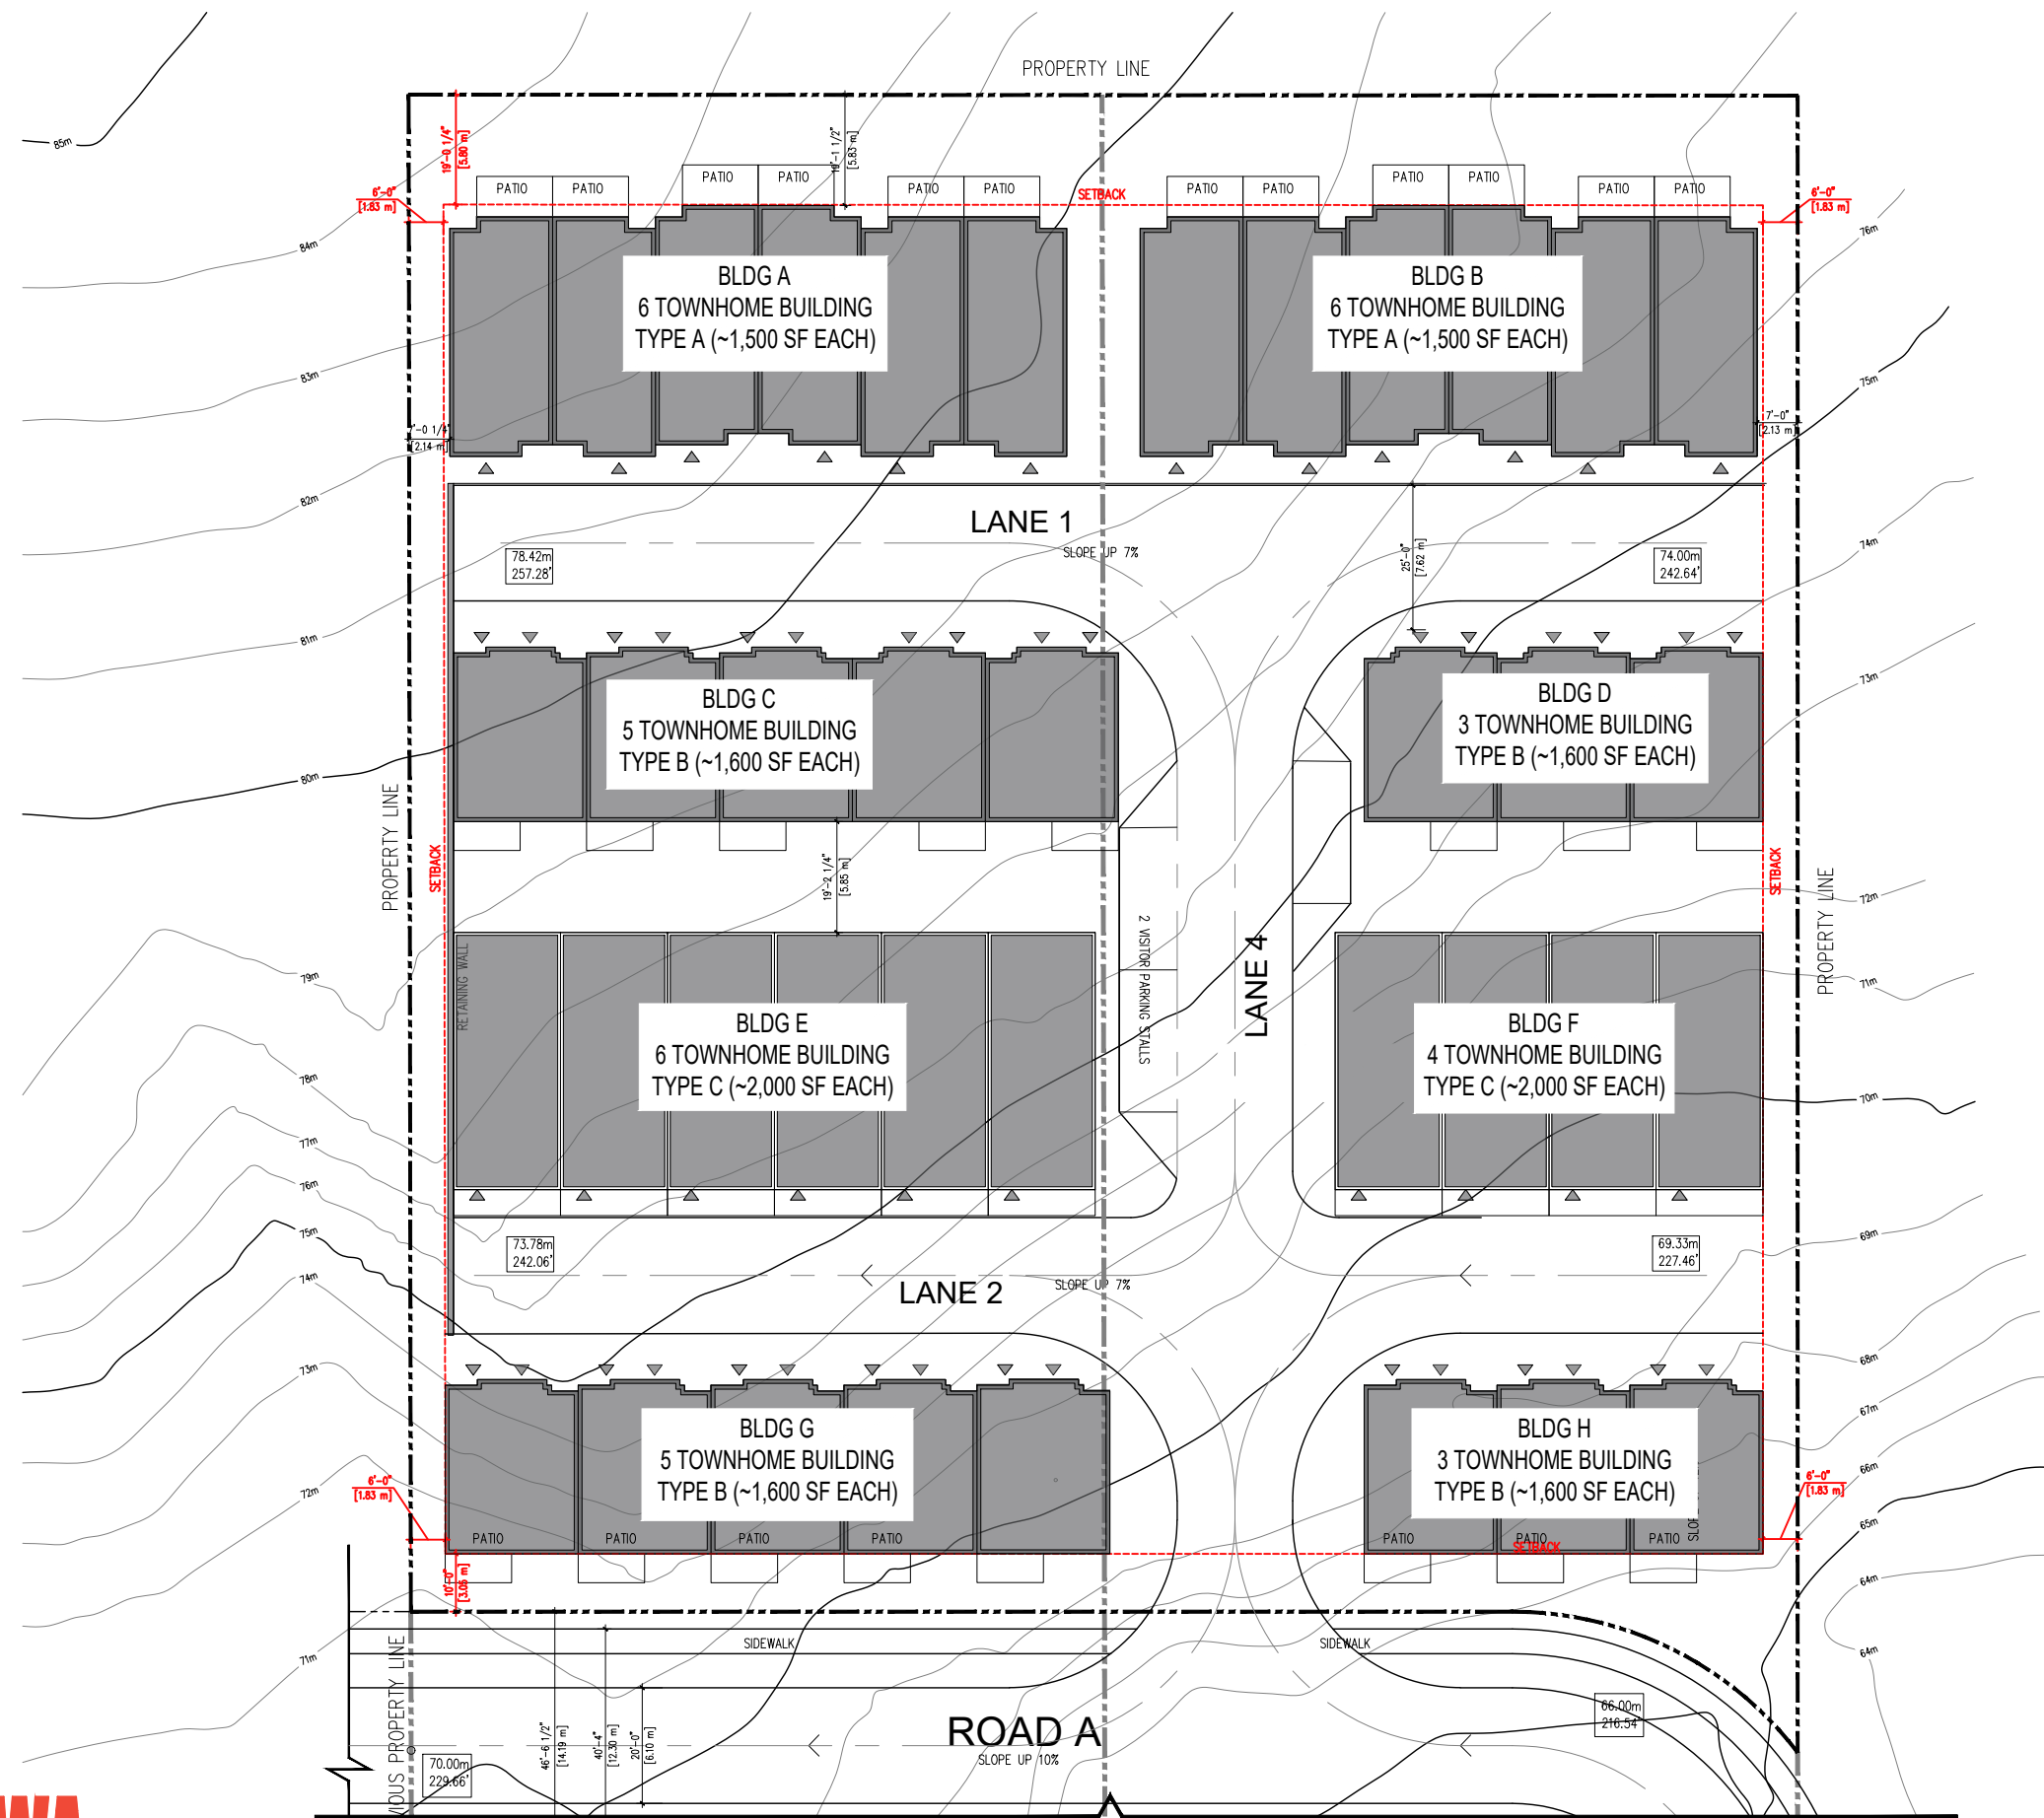 PROPERTY LINE
85m
19'-0 1/4"
[5.80 m]
19'-1 1/2"
[5.83 m]
6'-0"
[1.83 m]
PATIO
PATIO
PATIO
PATIO
PATIO
PATIO
SETBACK
PATIO
PATIO
PATIO
PATIO
PATIO
PATIO
6'-0"
[1.83 m]
84m
76m
BLDG A
6 TOWNHOME BUILDING
TYPE A (~1,500 SF EACH)
BLDG B
6 TOWNHOME BUILDING
TYPE A (~1,500 SF EACH)
83m
75m
7'-0 1/4"
[2.14 m]
7'-0"
[2.13 m]
82m
LANE 1
SLOPE UP 7%
78.42m
257.28'
25'-0"
[7.62 m]
74.00m
242.64'
74m
81m
73m
BLDG C
5 TOWNHOME BUILDING
TYPE B (~1,600 SF EACH)
BLDG D
3 TOWNHOME BUILDING
TYPE B (~1,600 SF EACH)
80m
PROPERTY LINE
SETBACK
19'-2 1/4"
[5.85 m]
SETBACK
PROPERTY LINE
72m
79m
RETAINING WALL
2 VISITOR PARKING STALLS
LANE 4
71m
BLDG E
6 TOWNHOME BUILDING
TYPE C (~2,000 SF EACH)
BLDG F
4 TOWNHOME BUILDING
TYPE C (~2,000 SF EACH)
78m
70m
77m
76m
75m
73.78m
242.06'
69.33m
227.46'
69m
74m
LANE 2
SLOPE UP 7%
73m
68m
67m
BLDG G
5 TOWNHOME BUILDING
TYPE B (~1,600 SF EACH)
BLDG H
3 TOWNHOME BUILDING
TYPE B (~1,600 SF EACH)
72m
66m
6'-0"
[1.83 m]
6'-0"
[1.83 m]
65m
PATIO
PATIO
PATIO
PATIO
PATIO
PATIO
PATIO
SETBACK
10'-0"
[3.05 m]
64m
71m
SIDEWALK
SIDEWALK
64m
PROPERTY LINE
46'-6 1/2"
[14.19 m]
40'-4"
[12.30 m]
20'-0"
[6.10 m]
ROAD A
SLOPE UP 10%
66.00m
216.54'
70.00m
229.66'